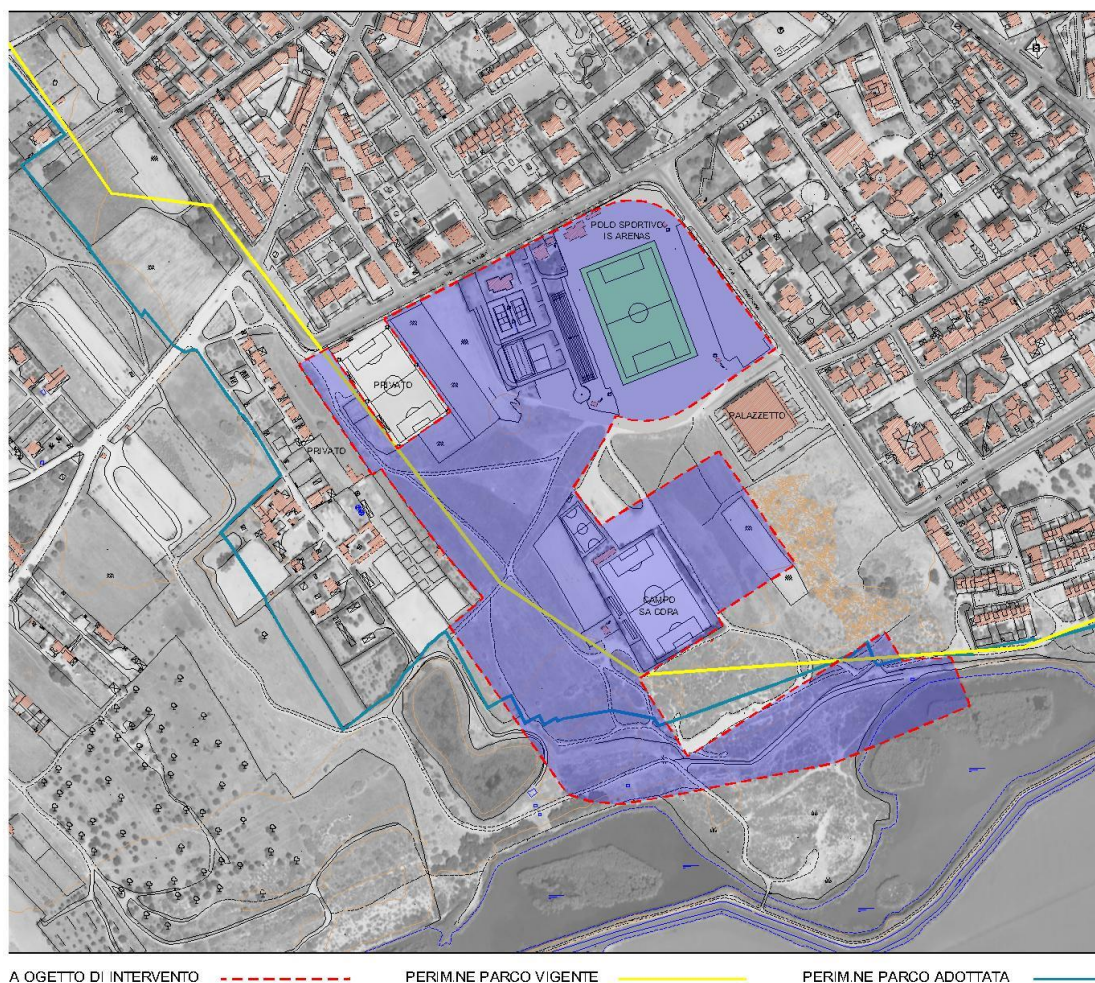 POLO SPORTIVO
IS ARENAS
PRIVATO
PALAZZETTO
PRIVATO
CAMPO
SA DORA
A OGETTO DI INTERVENTO
PERIM.NE PARCO VIGENTE
PERIM.NE PARCO ADOTTATA